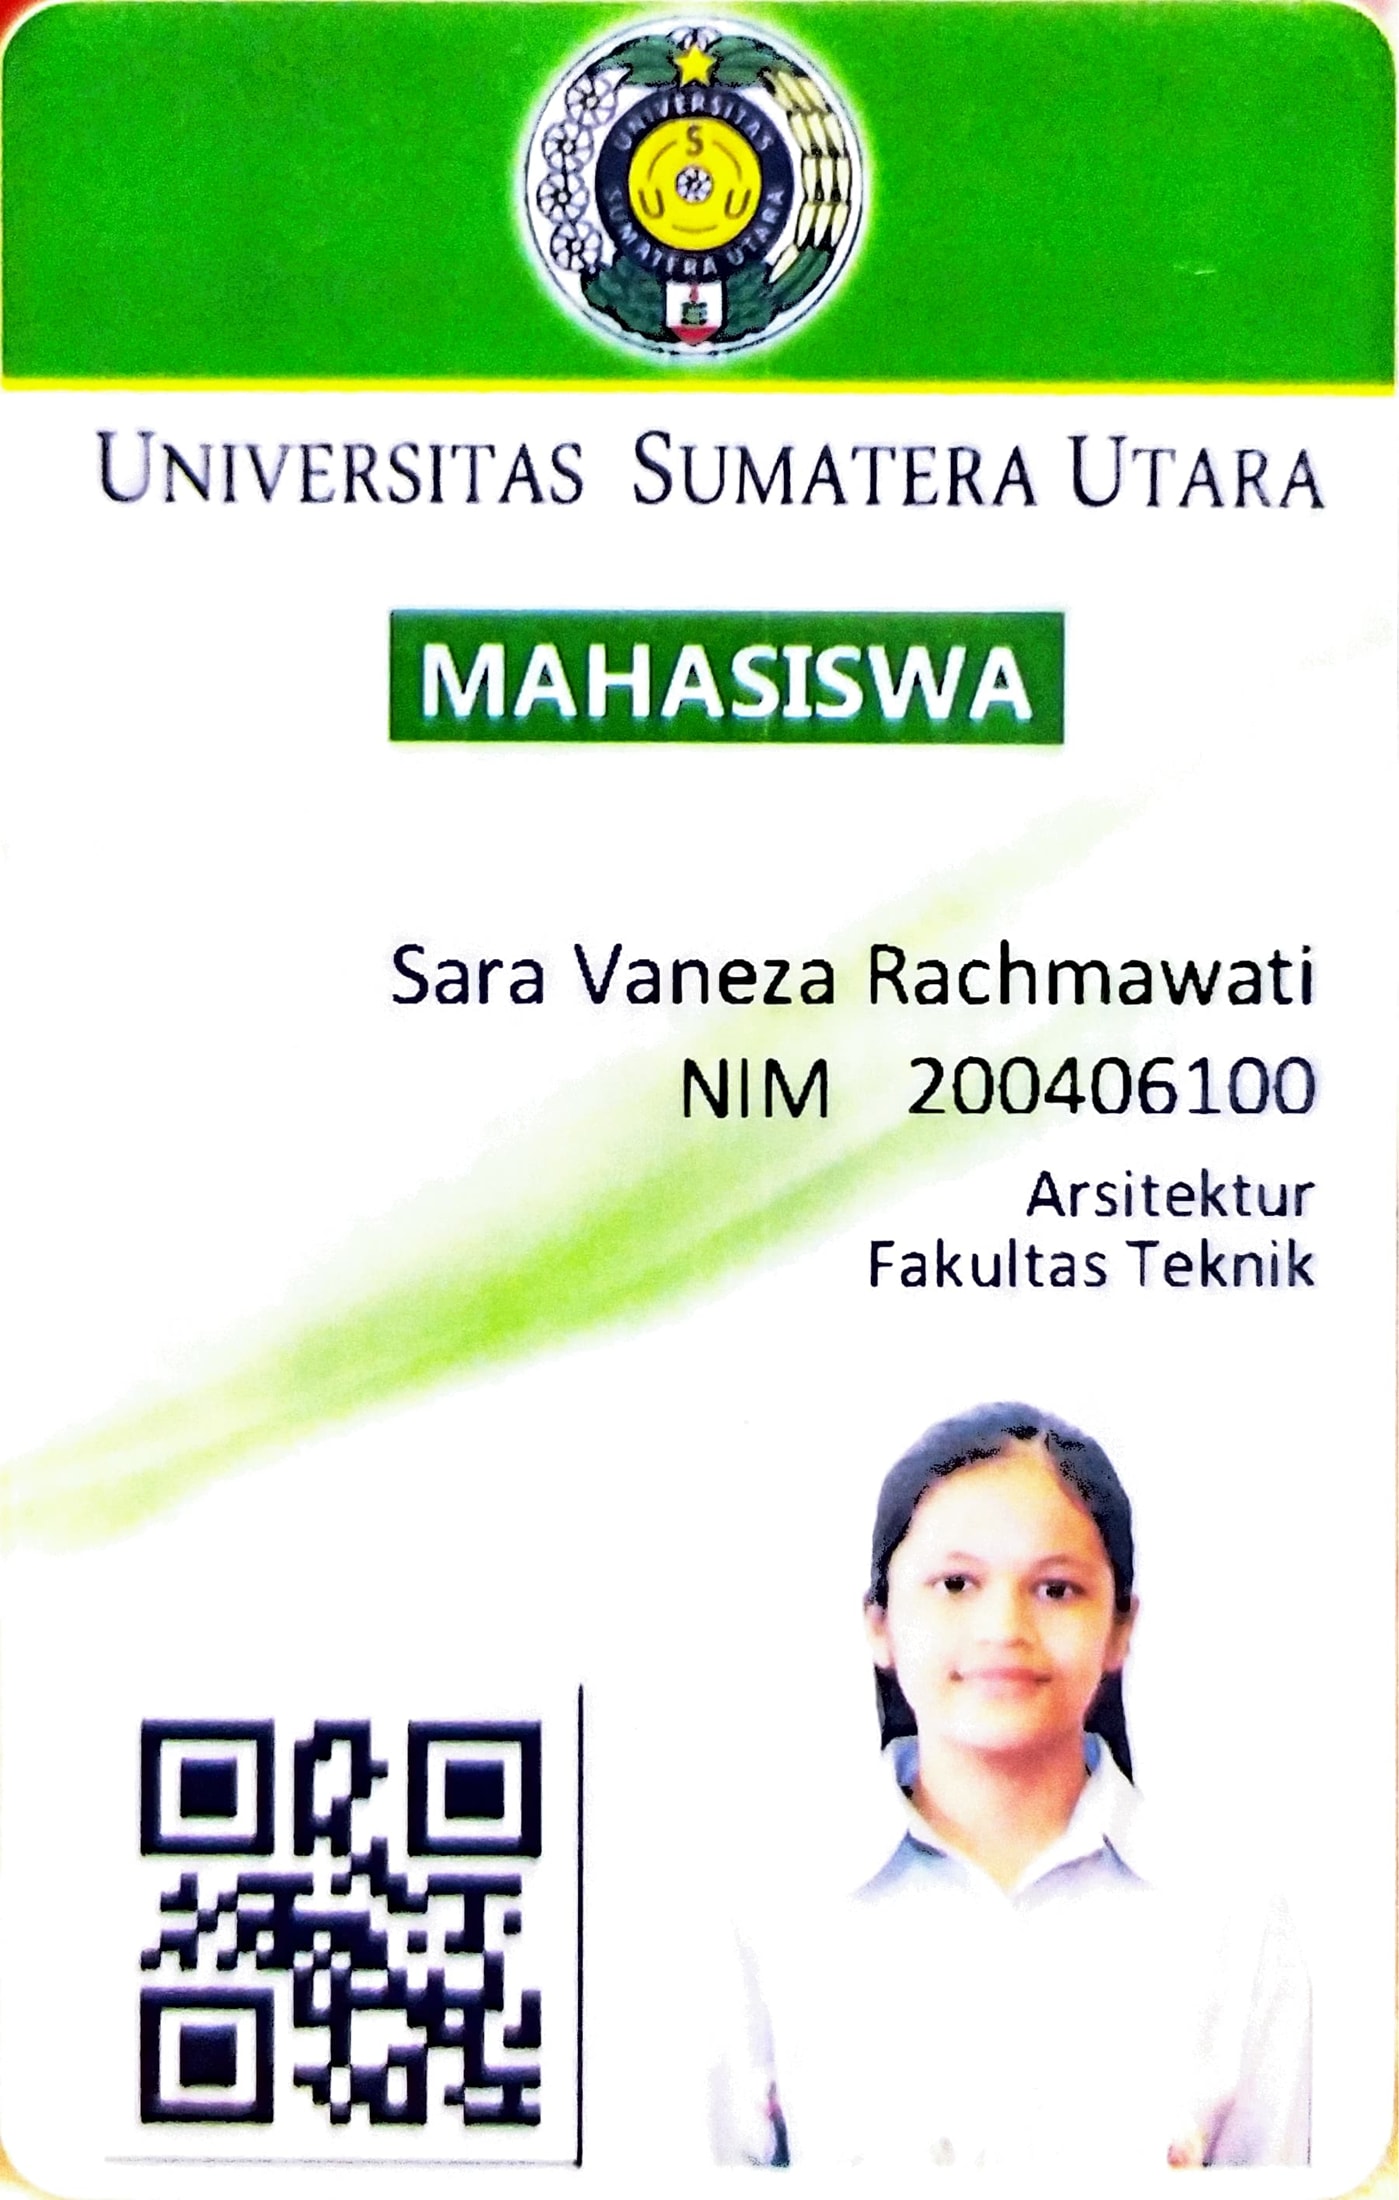 UNIVERSITAS
S
U U
SUMATERA UTARA
UNIVERSITAS SUMATERA UTARA
MAHASISWA
Sara Vaneza Rachmawati
NIM 200406100
Arsitektur
Fakultas Teknik